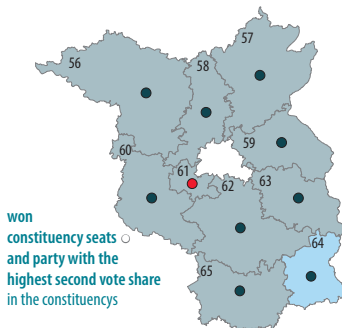 57
56
58
59
60
61
62
63
64
65
won
constituency seats
and party with the
highest second vote share
in the constituencys